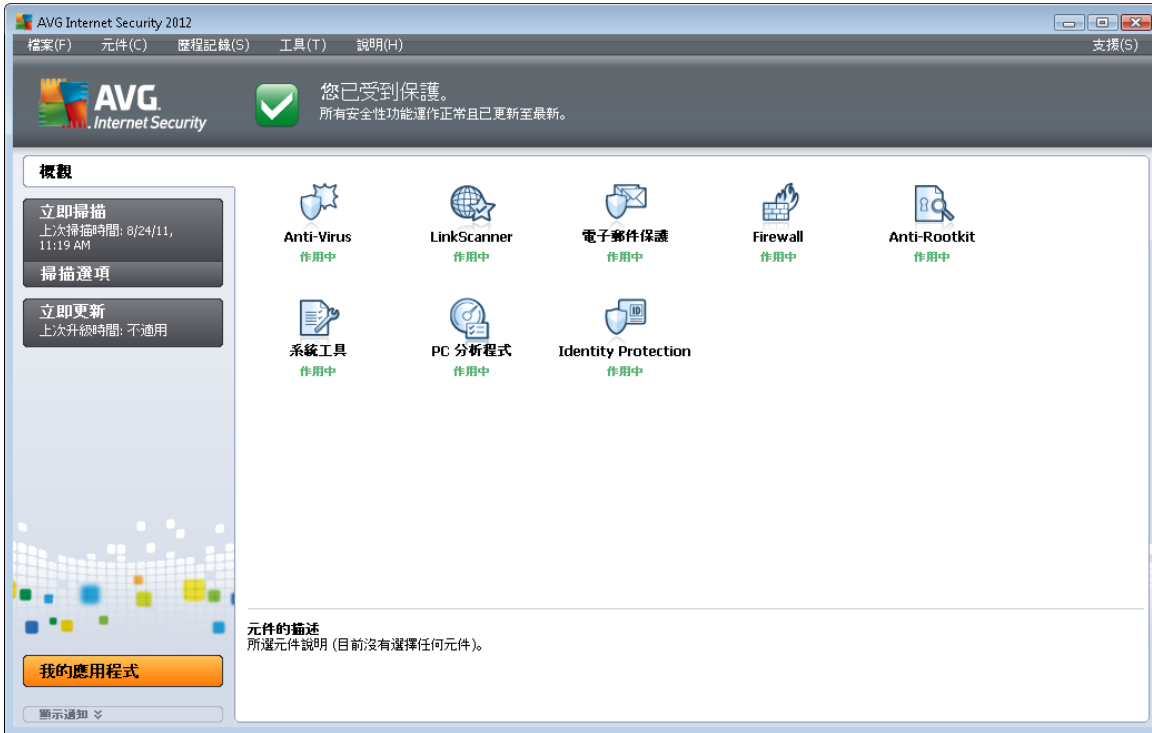 AVG Internet Security 2012
檔案(F) 元件(C) 歷程記錄(S) 工具(T) 說明(H) 支援(S)
AVG.
Internet Security
您已受到保護。
所有安全性功能運作正常且已更新至最新。
概觀
立即掃描
上次掃描時間: 8/24/11,
11:19 AM
掃描選項
立即更新
上次升級時間: 不適用
Anti-Virus
作用中
LinkScanner
作用中
電子郵件保護
作用中
Firewall
作用中
Anti-Rootkit
作用中
系統工具
作用中
PC 分析程式
作用中
ID
Identity Protection
作用中
元件的描述
所選元件說明 (目前沒有選擇任何元件)。
我的應用程式
顯示通知